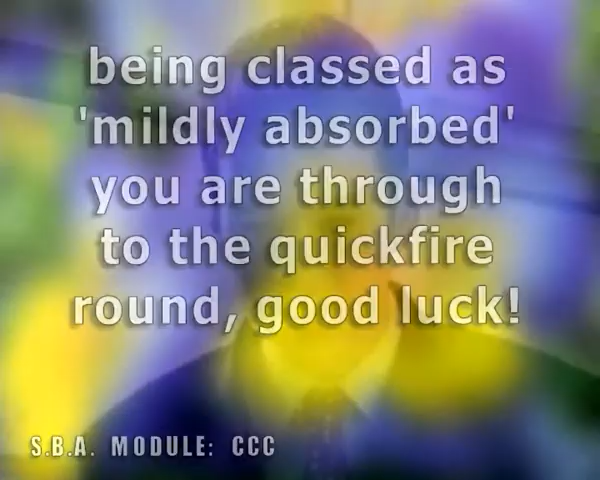 being classed as
'mildly absorbed'
you are through
to the quickfire
round, good luck!
S.B.A. MODULE: CCC